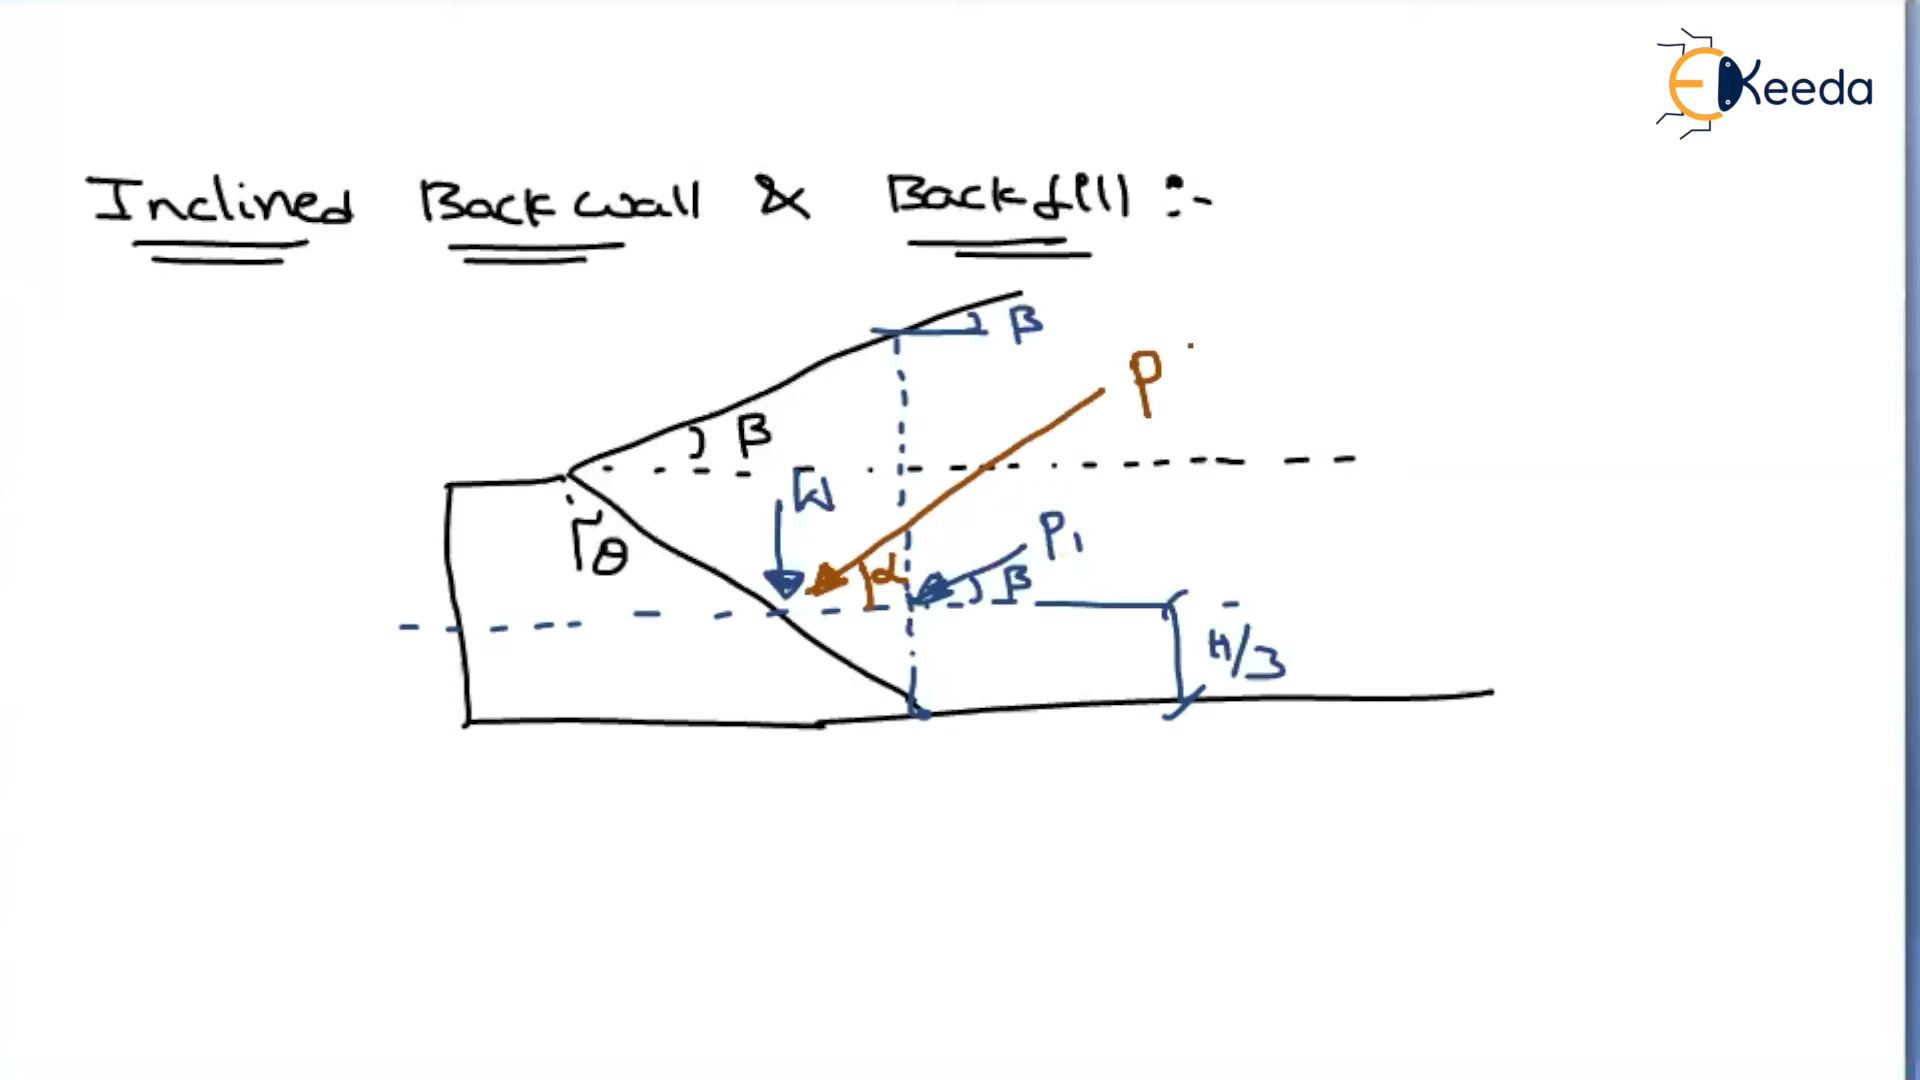 EKeeda
Inclined Back wall & Backfill :-
β
P
β
W
P₁
θ
α
β
H/3